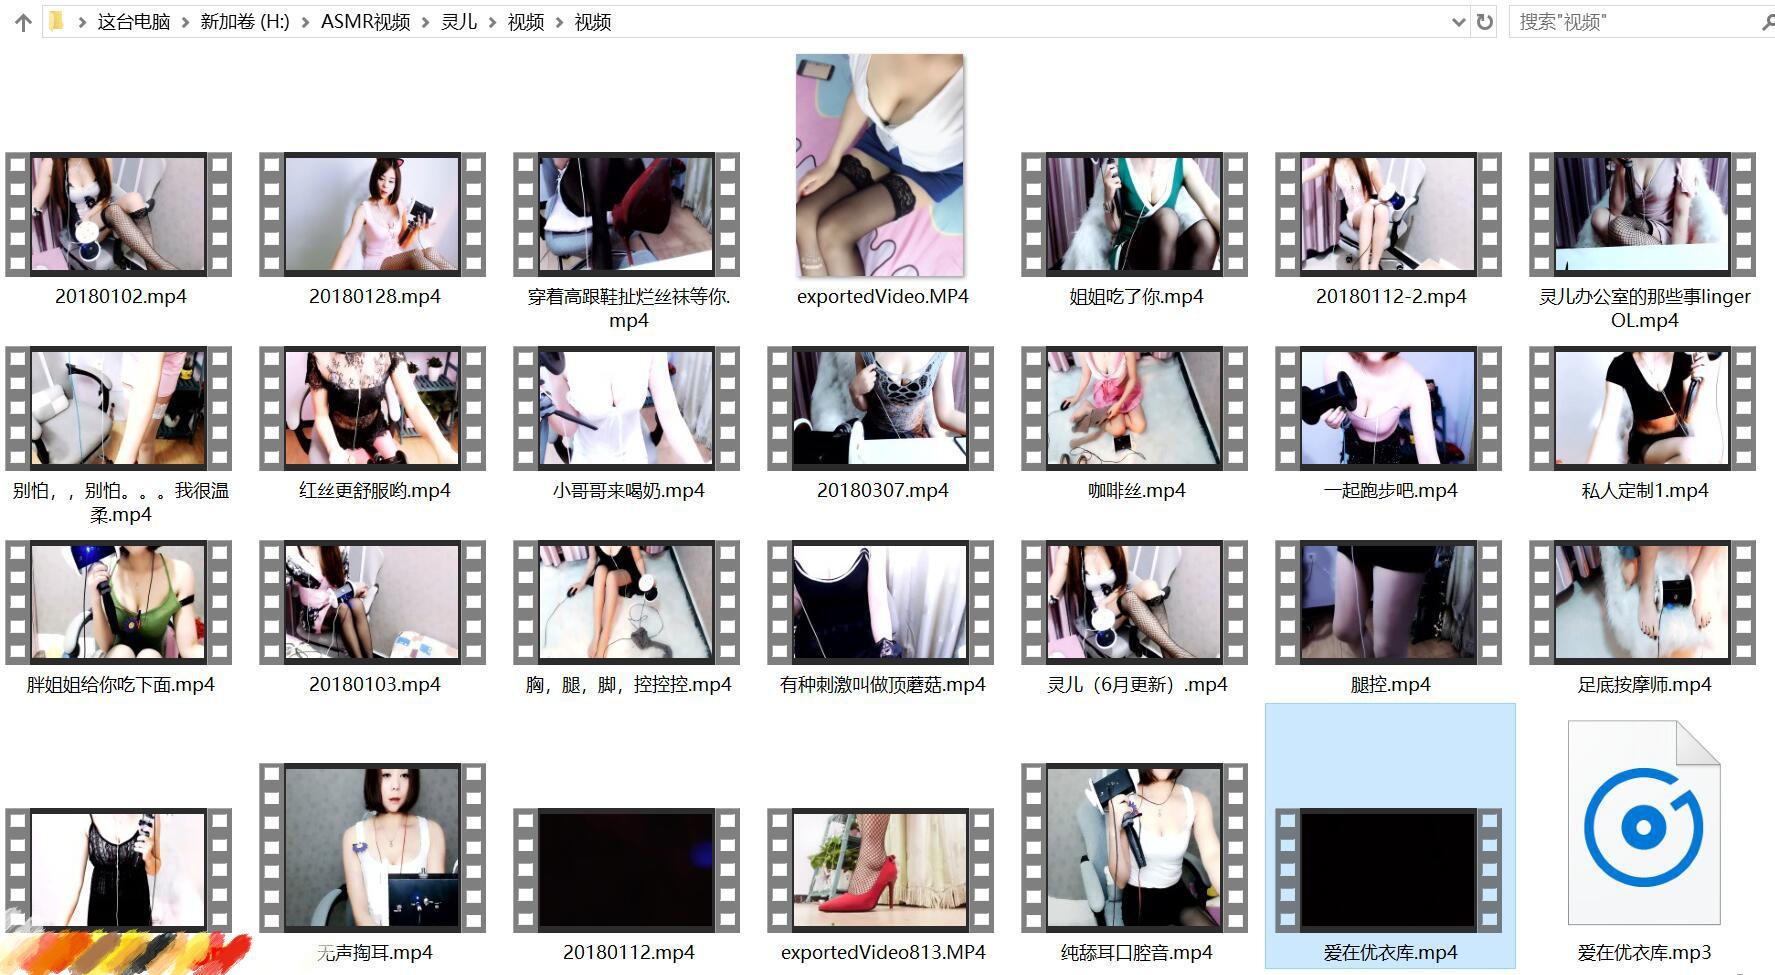 这台电脑 > 新加卷 (H:) > ASMR视频 > 灵儿 > 视频 > 视频
搜索"视频"
20180102.mp4
20180128.mp4
穿着高跟鞋扯烂丝袜等你.
mp4
exportedVideo.MP4
姐姐吃了你.mp4
20180112-2.mp4
灵儿办公室的那些事linger
OL.mp4
别怕，，别怕。。。我很温
柔.mp4
红丝更舒服哟.mp4
小哥哥来喝奶.mp4
20180307.mp4
咖啡丝.mp4
一起跑步吧.mp4
私人定制1.mp4
胖姐姐给你吃下面.mp4
20180103.mp4
胸，腿，脚，控控控.mp4
有种刺激叫做顶蘑菇.mp4
灵儿（6月更新）.mp4
腿控.mp4
足底按摩师.mp4
无声掏耳.mp4
20180112.mp4
exportedVideo813.MP4
纯舔耳口腔音.mp4
爱在优衣库.mp4
爱在优衣库.mp3